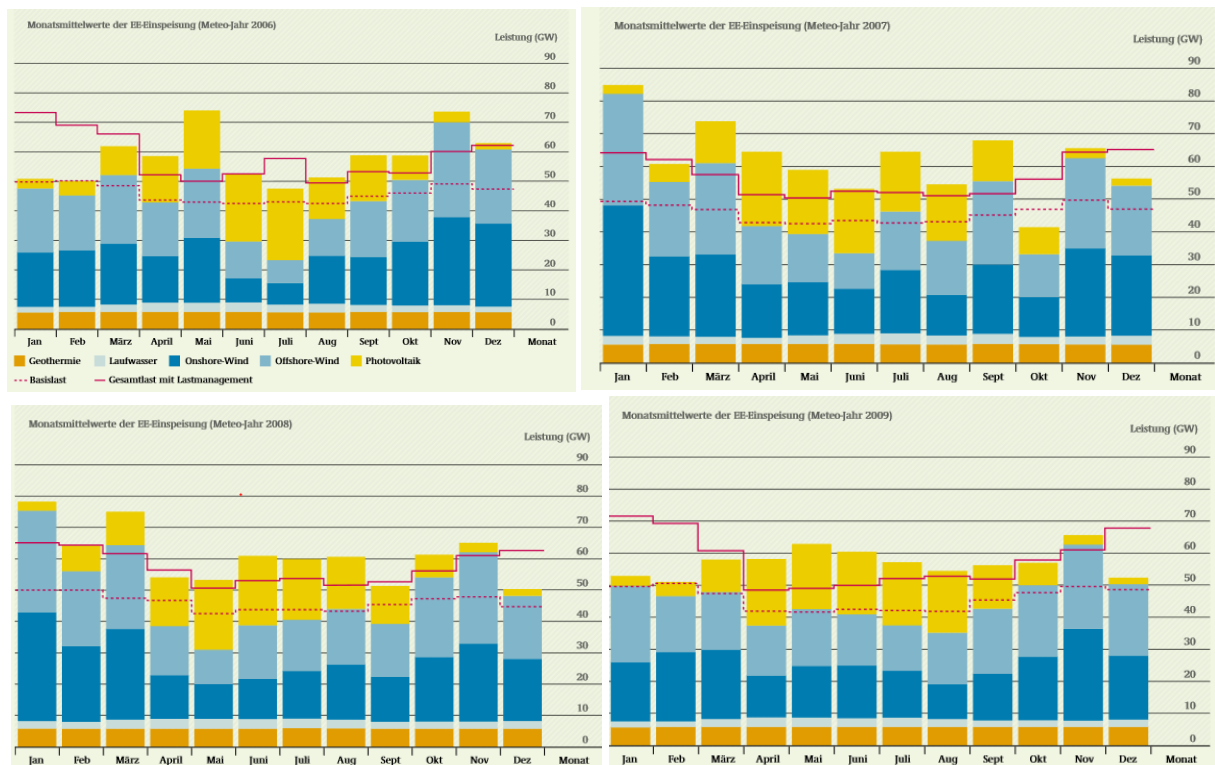 Monatsmittelwerte der EE-Einspeisung (Meteo-Jahr 2006)
Leistung (GW)
90
80
70
60
50
40
30
20
10
0
Jan Feb März April Mai Juni Juli Aug Sept Okt Nov Dez Monat
Geothermie Laufwasser Onshore-Wind Offshore-Wind Photovoltaik
Basislast Gesamtlast mit Lastmanagement
Monatsmittelwerte der EE-Einspeisung (Meteo-Jahr 2007)
Leistung (GW)
90
80
70
60
50
40
30
20
10
0
Jan Feb März April Mai Juni Juli Aug Sept Okt Nov Dez Monat
Monatsmittelwerte der EE-Einspeisung (Meteo-Jahr 2008)
Leistung (GW)
90
80
70
60
50
40
30
20
10
0
Jan Feb März April Mai Juni Juli Aug Sept Okt Nov Dez Monat
Monatsmittelwerte der EE-Einspeisung (Meteo-Jahr 2009)
Leistung (GW)
90
80
70
60
50
40
30
20
10
0
Jan Feb März April Mai Juni Juli Aug Sept Okt Nov Dez Monat